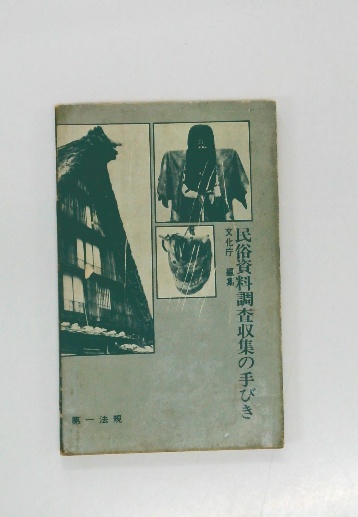 民俗資料調査収集の手びき
文化庁 編集
第一法規